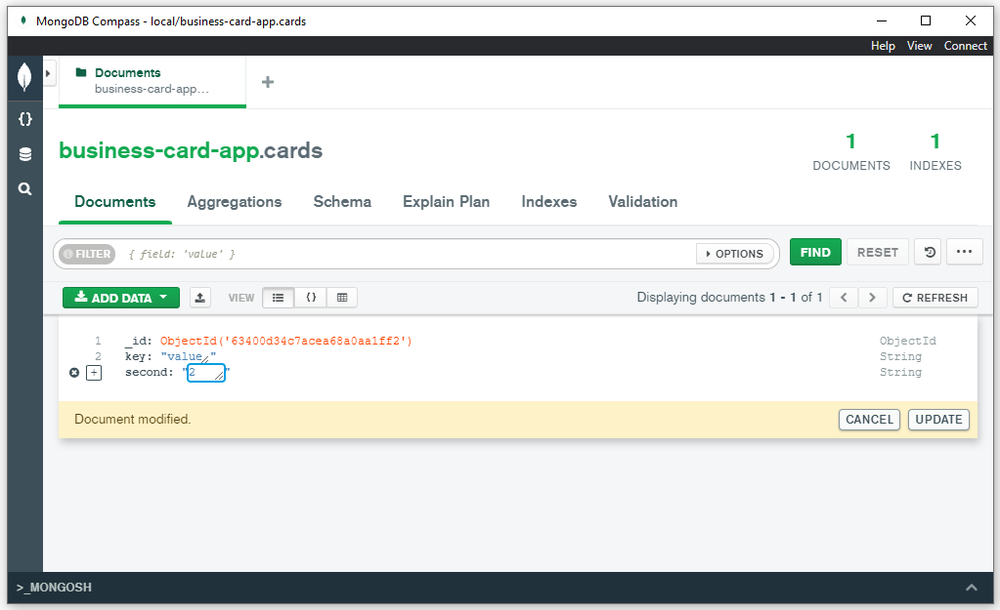 MongoDB Compass - local/business-card-app.cards
Help View Connect
Documents
business-card-app...
+
business-card-app.cards
1 DOCUMENTS
1 INDEXES
Documents Aggregations Schema Explain Plan Indexes Validation
FILTER { field: 'value' } OPTIONS FIND RESET ...
ADD DATA VIEW {} Displaying documents 1 - 1 of 1 < > REFRESH
1 _id: ObjectId('63400d34c7acea68a0aa1ff2') ObjectId
2 key: "value " String
+ second: "2 " String
Document modified. CANCEL UPDATE
>_MONGOSH